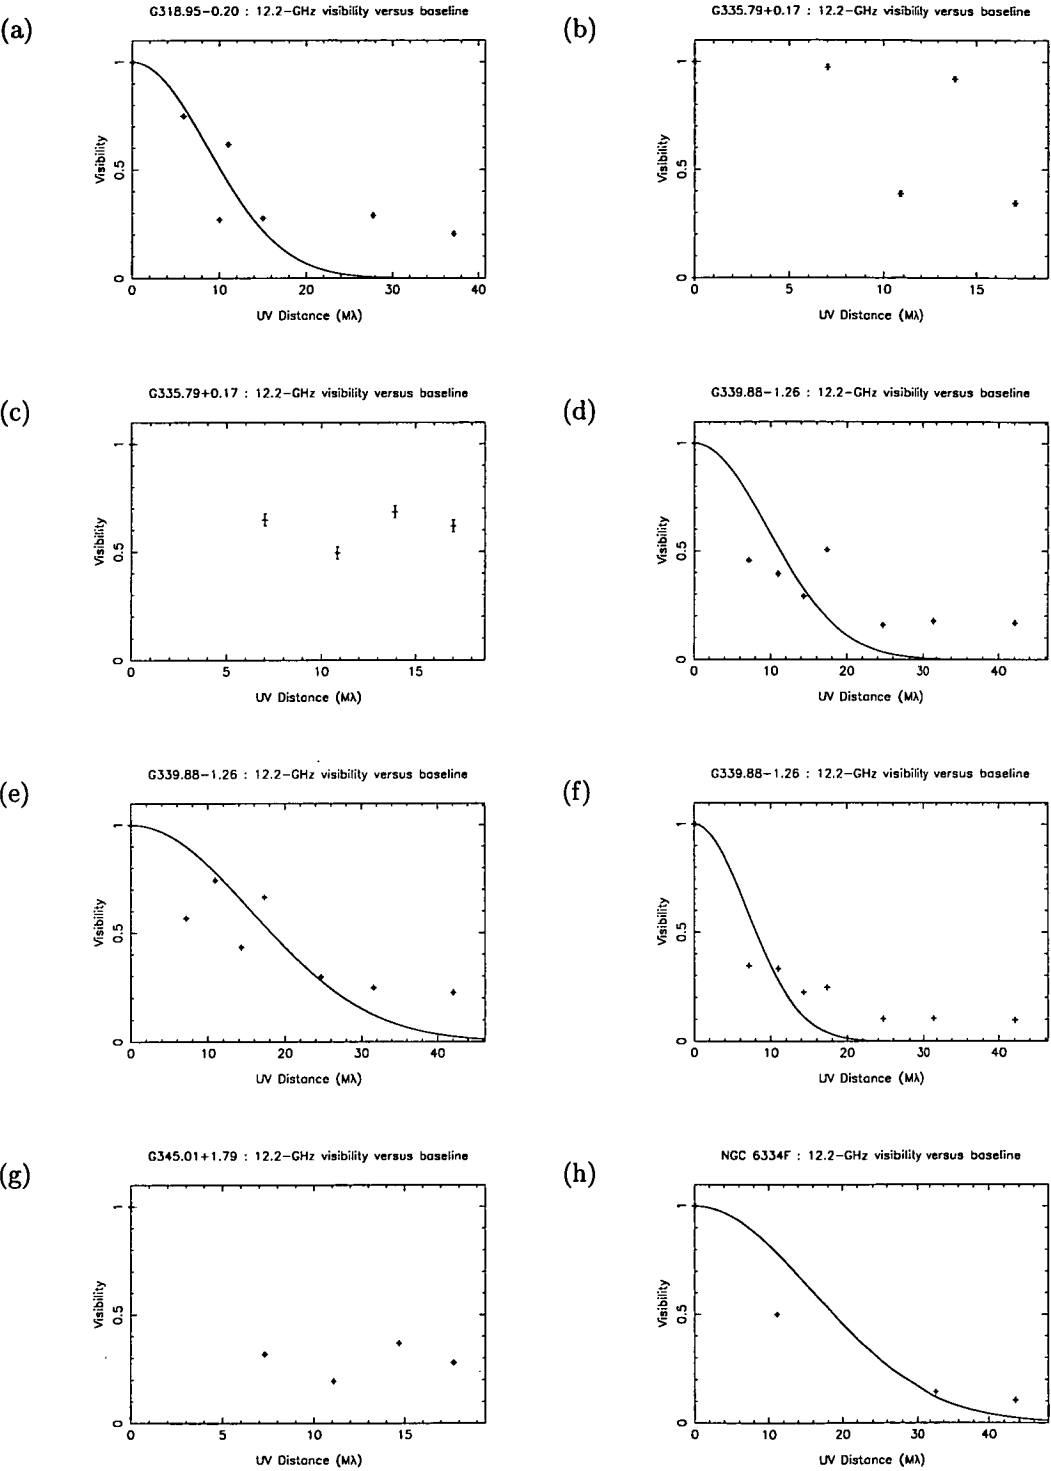 (a)
G318.95−0.20 : 12.2−GHz visibility versus baseline
1
0.5
0
Visibility
0 10 20 30 40
UV Distance (Mλ)
(b)
G335.79+0.17 : 12.2−GHz visibility versus baseline
1
0.5
0
Visibility
0 5 10 15
UV Distance (Mλ)
(c)
G335.79+0.17 : 12.2−GHz visibility versus baseline
1
0.5
0
Visibility
0 5 10 15
UV Distance (Mλ)
(d)
G339.88−1.26 : 12.2−GHz visibility versus baseline
1
0.5
0
Visibility
0 10 20 30 40
UV Distance (Mλ)
(e)
G339.88−1.26 : 12.2−GHz visibility versus baseline
1
0.5
0
Visibility
0 10 20 30 40
UV Distance (Mλ)
(f)
G339.88−1.26 : 12.2−GHz visibility versus baseline
1
0.5
0
Visibility
0 10 20 30 40
UV Distance (Mλ)
(g)
G345.01+1.79 : 12.2−GHz visibility versus baseline
1
0.5
0
Visibility
0 5 10 15
UV Distance (Mλ)
(h)
NGC 6334F : 12.2−GHz visibility versus baseline
1
0.5
0
Visibility
0 10 20 30 40
UV Distance (Mλ)